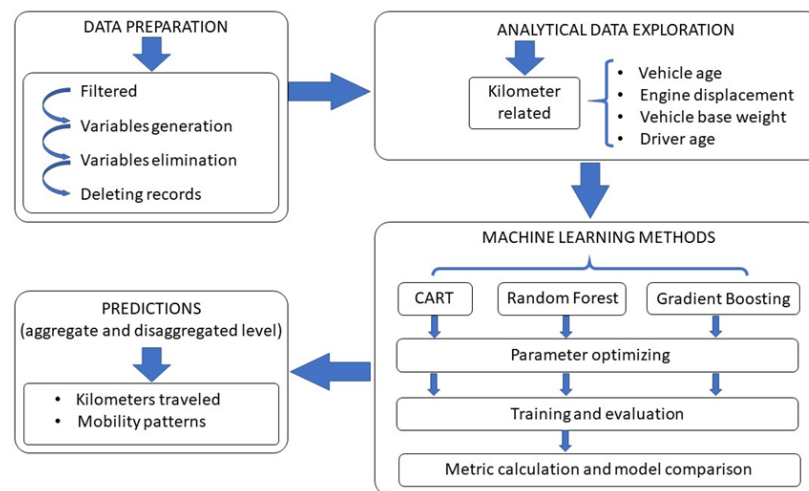 DATA PREPARATION
Filtered
Variables generation
Variables elimination
Deleting records
ANALYTICAL DATA EXPLORATION
Kilometer
related
• Vehicle age
• Engine displacement
• Vehicle base weight
• Driver age
MACHINE LEARNING METHODS
CART
Random Forest
Gradient Boosting
Parameter optimizing
Training and evaluation
Metric calculation and model comparison
PREDICTIONS
(aggregate and disaggregated level)
• Kilometers traveled
• Mobility patterns